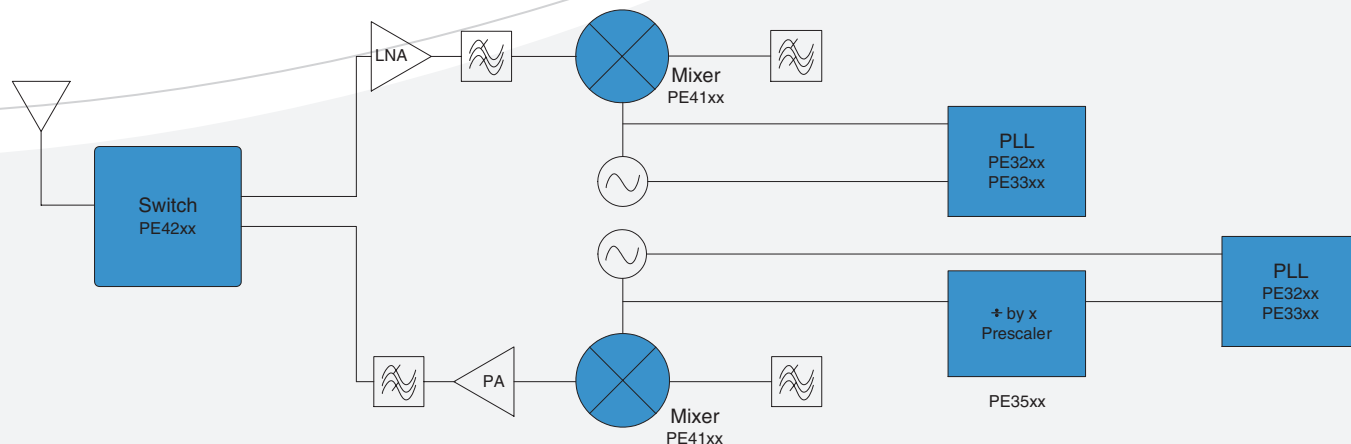 LNA
Mixer
PE41xx
PLL
PE32xx
PE33xx
Switch
PE42xx
PLL
PE32xx
PE33xx
÷ by x
Prescaler
PE35xx
PA
Mixer
PE41xx